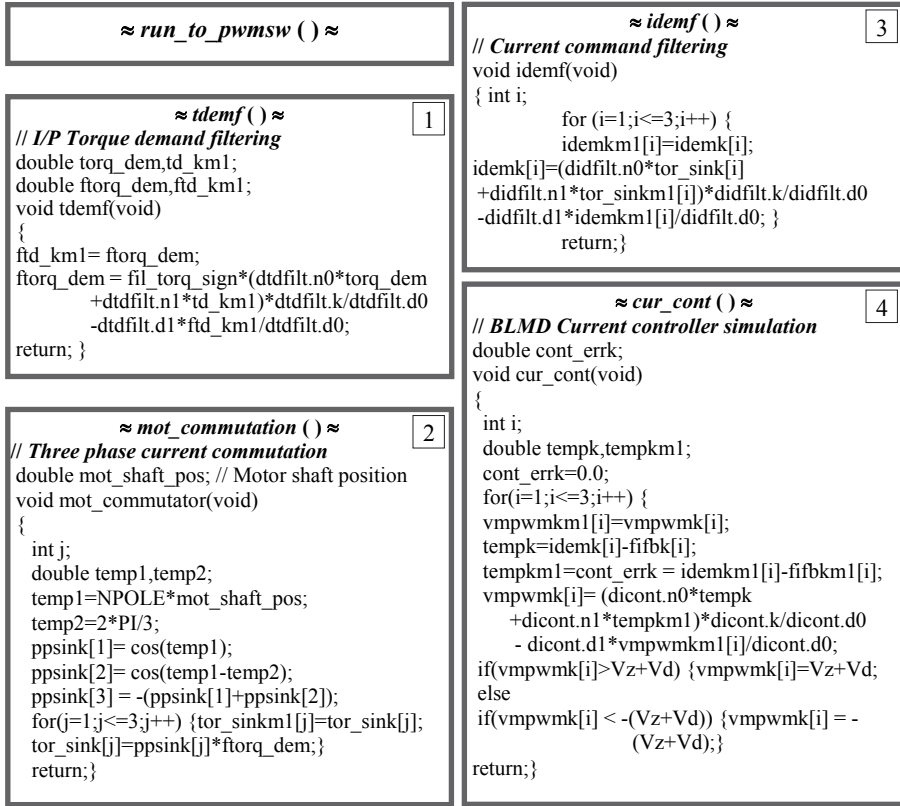 ≈ run_to_pwmsw ( ) ≈
≈ tdemf ( ) ≈
1
// I/P Torque demand filtering
double torq_dem,td_km1;
double ftorq_dem,ftd_km1;
void tdemf(void)
{
ftd_km1= ftorq_dem;
ftorq_dem = fil_torq_sign*(dtdfilt.n0*torq_dem
+dtdfilt.n1*td_km1)*dtdfilt.k/dtdfilt.d0
-dtdfilt.d1*ftd_km1/dtdfilt.d0;
return; }
≈ mot_commutation ( ) ≈
2
// Three phase current commutation
double mot_shaft_pos; // Motor shaft position
void mot_commutator(void)
{
int j;
double temp1,temp2;
temp1=NPOLE*mot_shaft_pos;
temp2=2*PI/3;
ppsink[1]= cos(temp1);
ppsink[2]= cos(temp1-temp2);
ppsink[3] = -(ppsink[1]+ppsink[2]);
for(j=1;j<=3;j++) {tor_sinkm1[j]=tor_sink[j];
tor_sink[j]=ppsink[j]*ftorq_dem;}
return;}
≈ idemf ( ) ≈
3
// Current command filtering
void idemf(void)
{ int i;
for (i=1;i<=3;i++) {
idemkm1[i]=idemk[i];
idemk[i]=(didfilt.n0*tor_sink[i]
+didfilt.n1*tor_sinkm1[i])*didfilt.k/didfilt.d0
-didfilt.d1*idemkm1[i]/didfilt.d0; }
return;}
≈ cur_cont ( ) ≈
4
// BLMD Current controller simulation
double cont_errk;
void cur_cont(void)
{
int i;
double tempk,tempkm1;
cont_errk=0.0;
for(i=1;i<=3;i++) {
vmpwmkm1[i]=vmpwmk[i];
tempk=idemk[i]-fifbk[i];
tempkm1=cont_errk = idemkm1[i]-fifbkm1[i];
vmpwmk[i]= (dicont.n0*tempk
+dicont.n1*tempkm1)*dicont.k/dicont.d0
- dicont.d1*vmpwmkm1[i]/dicont.d0;
if(vmpwmk[i]>Vz+Vd) {vmpwmk[i]=Vz+Vd;
else
if(vmpwmk[i] < -(Vz+Vd)) {vmpwmk[i] = -
(Vz+Vd);}
return;}